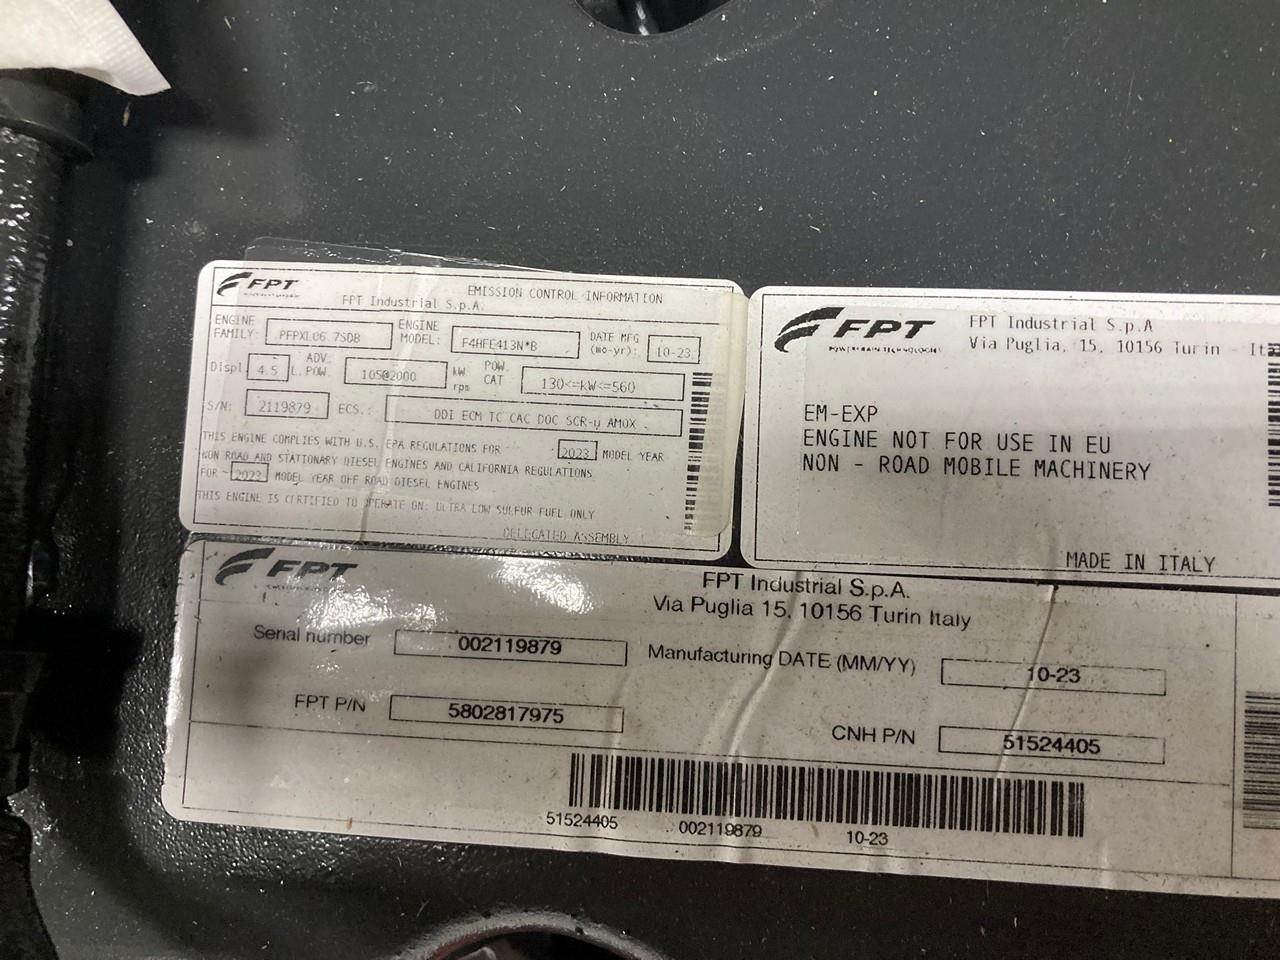 FPT
EMISSION CONTROL INFORMATION
FPT Industrial S.p.A.
ENGINE FAMILY: PFPXL06.7SDB ENGINE MODEL: F4HFE413N*B DATE MFG (mo-yr): 10-23
Displ 4.5 L. ADV. POW. 105@2000 kW rps POW. CAT 130<=kW<=560
S/N: 2119879 ECS.: DDI ECM TC CAC DOC SCR-u AMOX
THIS ENGINE COMPLIES WITH U.S. EPA REGULATIONS FOR 2023 MODEL YEAR
NON ROAD AND STATIONARY DIESEL ENGINES AND CALIFORNIA REGULATIONS
FOR 2023 MODEL YEAR OFF ROAD DIESEL ENGINES
THIS ENGINE IS CERTIFIED TO OPERATE ON: ULTRA LOW SULFUR FUEL ONLY
DELEGATED ASSEMBLY
FPT
POWERTRAIN TECHNOLOGIES
FPT Industrial S.p.A
Via Puglia, 15, 10156 Turin - It
EM-EXP
ENGINE NOT FOR USE IN EU
NON - ROAD MOBILE MACHINERY
MADE IN ITALY
FPT
FPT Industrial S.p.A.
Via Puglia 15, 10156 Turin Italy
Serial number 002119879 Manufacturing DATE (MM/YY) 10-23
FPT P/N 5802817975 CNH P/N 51524405
51524405 002119879 10-23